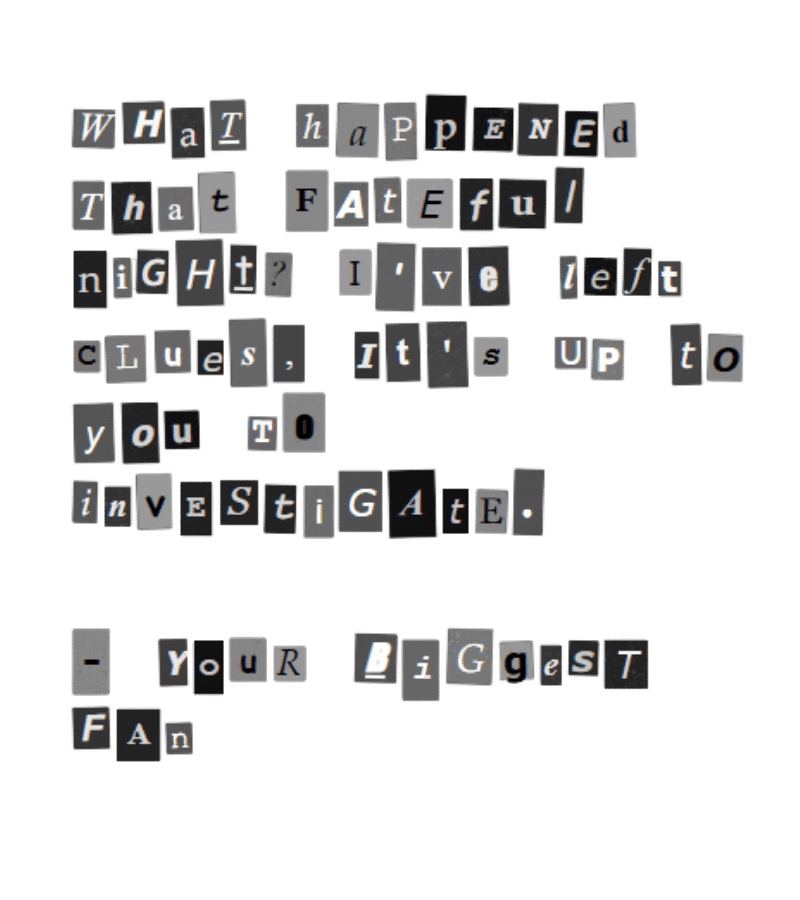 WHaT haPpENEd
That FAtEful
niGHt? I've left
cLues, It's UP to
you TO
invEStiGAtE.
- YouR BiGgesT
FAn